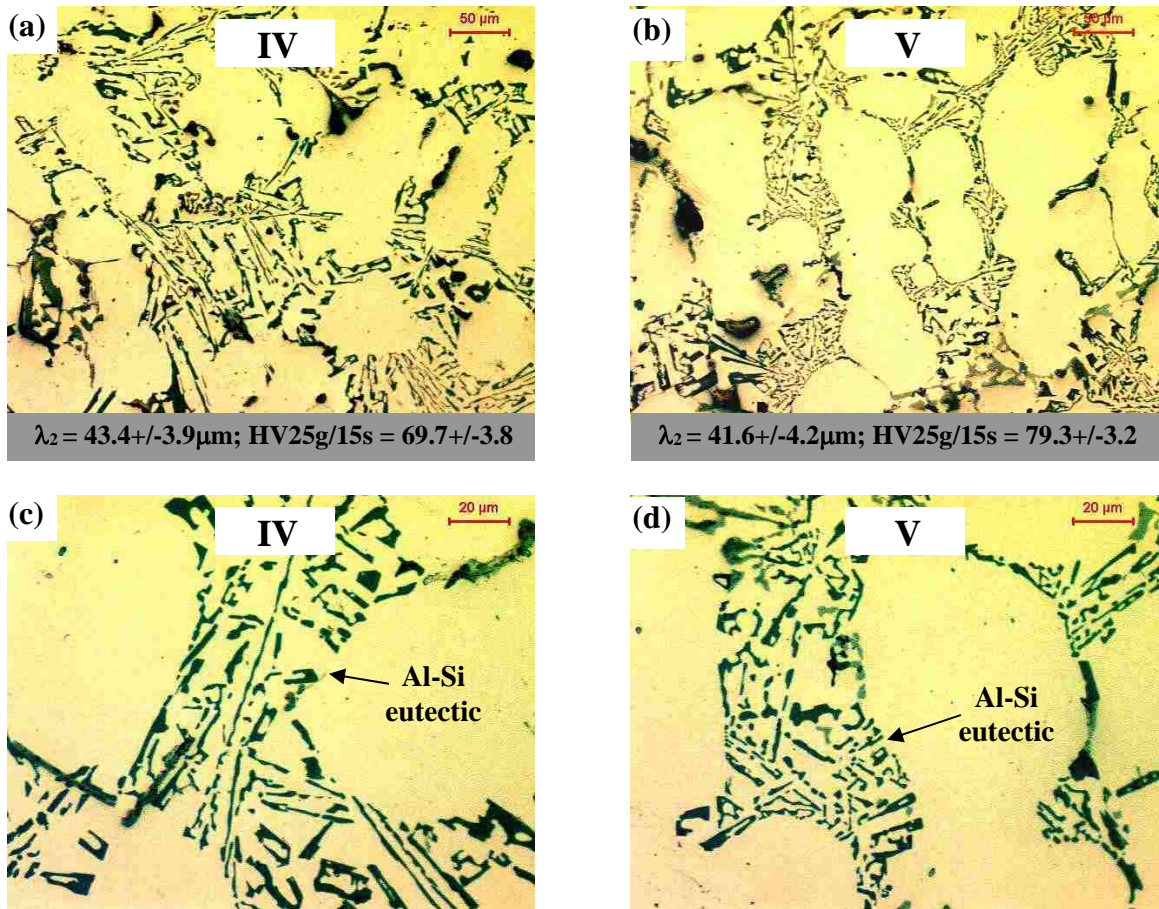 (a)
IV
50 µm
(b)
V
50 µm
λ2 = 43.4+/-3.9µm; HV25g/15s = 69.7+/-3.8
λ2 = 41.6+/-4.2µm; HV25g/15s = 79.3+/-3.2
(c)
IV
20 µm
Al-Si
eutectic
(d)
V
20 µm
Al-Si
eutectic